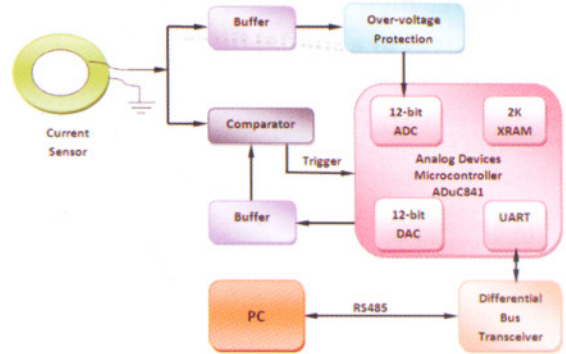 Buffer
Over-voltage
Protection
Current
Sensor
Comparator
Trigger
12-bit
ADC
2K
XRAM
Analog Devices
Microcontroller
ADuC841
12-bit
DAC
UART
Buffer
PC
RS485
Differential
Bus
Transceiver